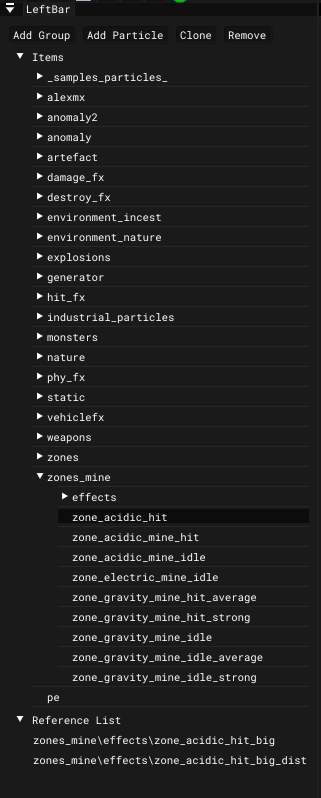 LeftBar
Add Group Add Particle Clone Remove
Items
_samples_particles_
alexmx
anomaly2
anomaly
artefact
damage_fx
destroy_fx
environment_incest
environment_nature
explosions
generator
hit_fx
industrial_particles
monsters
nature
phy_fx
static
vehiclefx
weapons
zones
zones_mine
effects
zone_acidic_hit
zone_acidic_mine_hit
zone_acidic_mine_idle
zone_electric_mine_idle
zone_gravity_mine_hit_average
zone_gravity_mine_hit_strong
zone_gravity_mine_idle
zone_gravity_mine_idle_average
zone_gravity_mine_idle_strong
pe
Reference List
zones_mine\effects\zone_acidic_hit_big
zones_mine\effects\zone_acidic_hit_big_dist